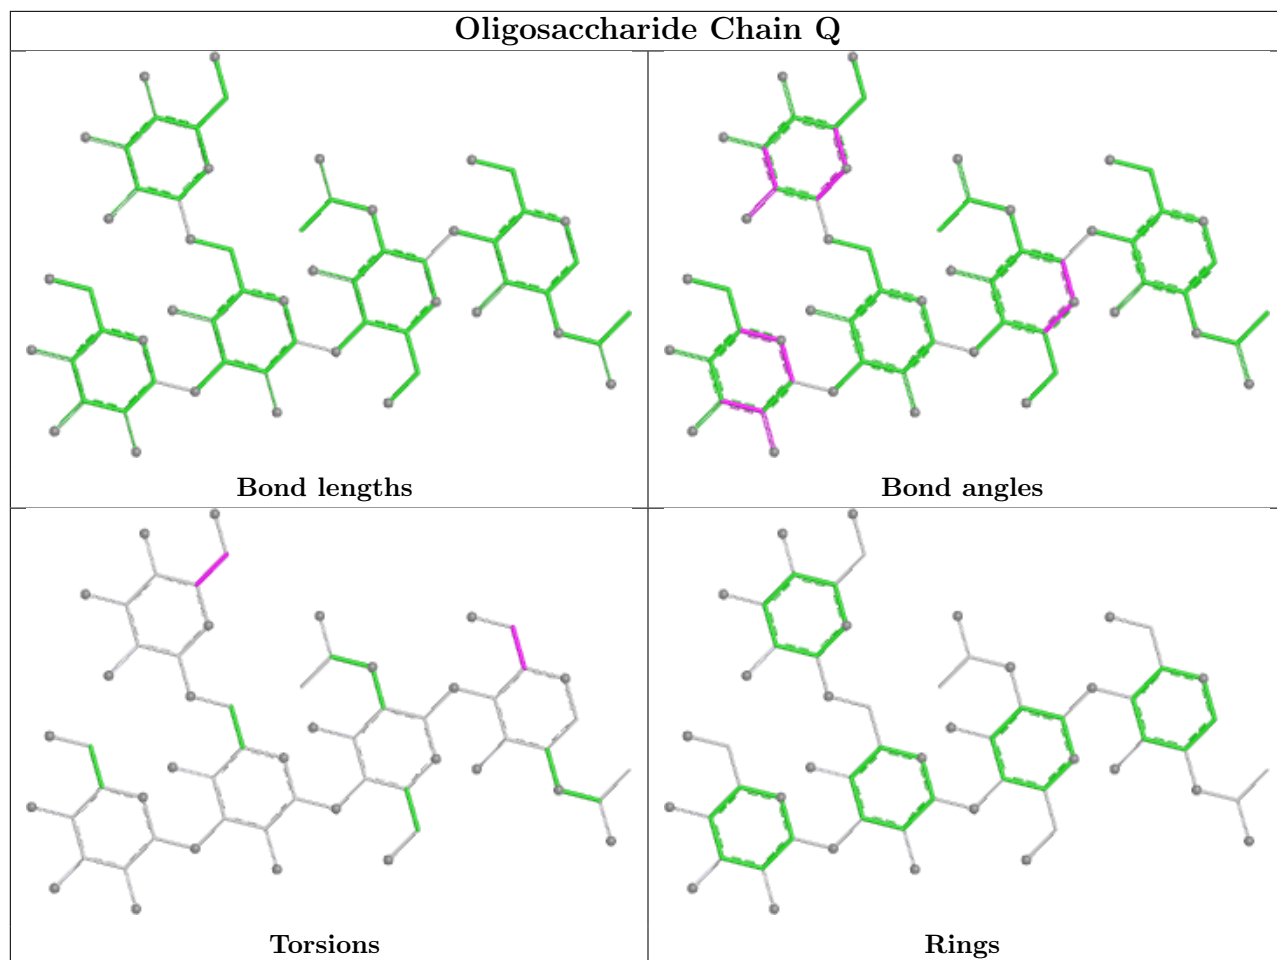 Oligosaccharide Chain Q
Bond lengths
Bond angles
Torsions
Rings